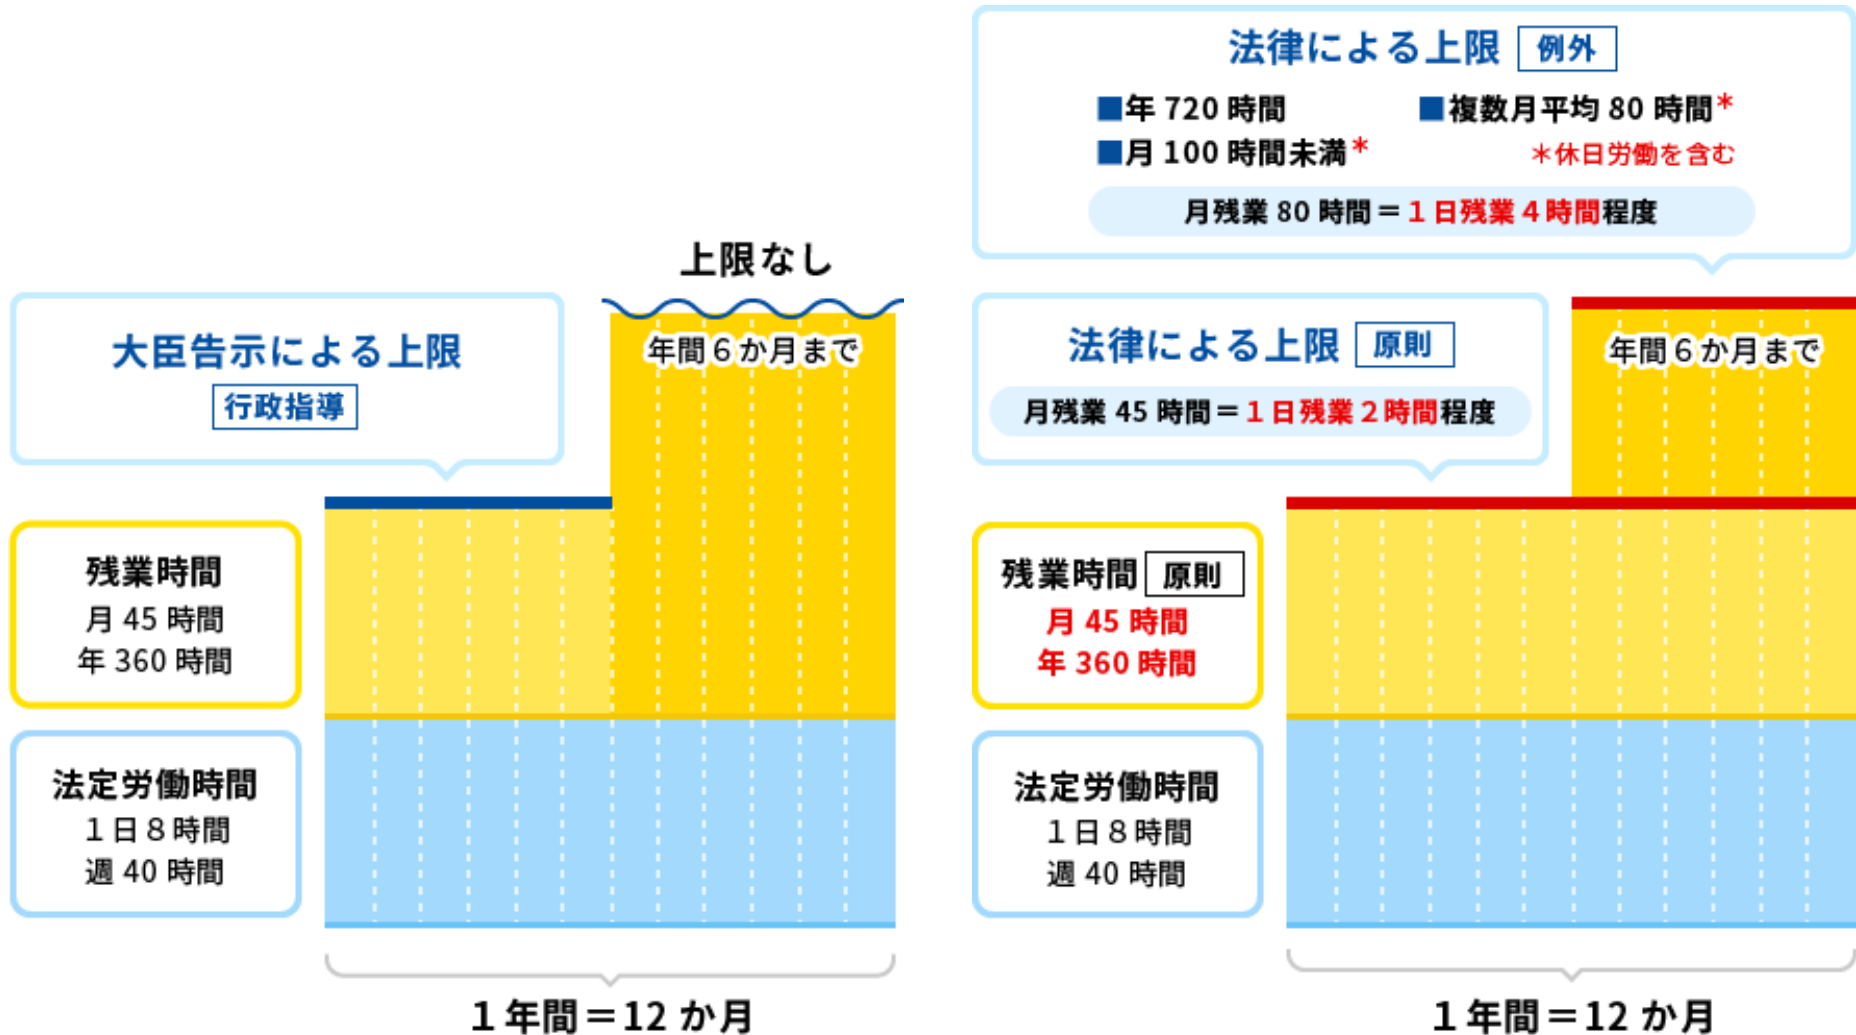 上限なし
年間６か月まで
大臣告示による上限
行政指導
残業時間
月 45 時間
年 360 時間
法定労働時間
１日８時間
週 40 時間
１年間＝12 か月
法律による上限 例外
■年 720 時間 ■複数月平均 80 時間＊
■月 100 時間未満＊ ＊休日労働を含む
月残業 80 時間＝１日残業４時間程度
年間６か月まで
法律による上限 原則
月残業 45 時間＝１日残業２時間程度
残業時間 原則
月 45 時間
年 360 時間
法定労働時間
１日８時間
週 40 時間
１年間＝12 か月